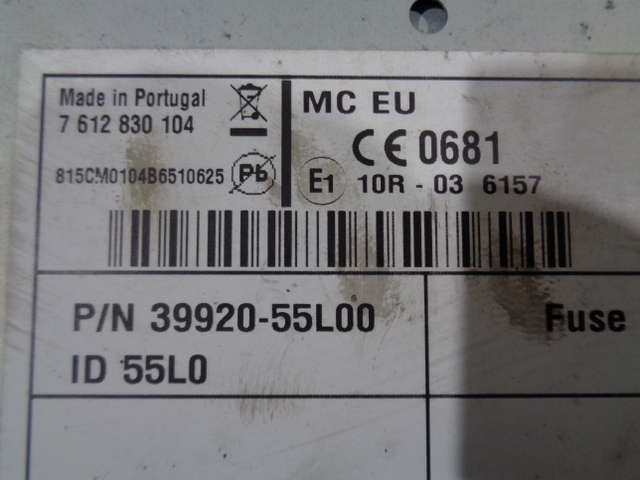 Made in Portugal
7 612 830 104
815CM0104B6510625
Pb
MC EU
CE 0681
E1 10R - 03 6157
P/N 39920-55L00
ID 55L0
Fuse